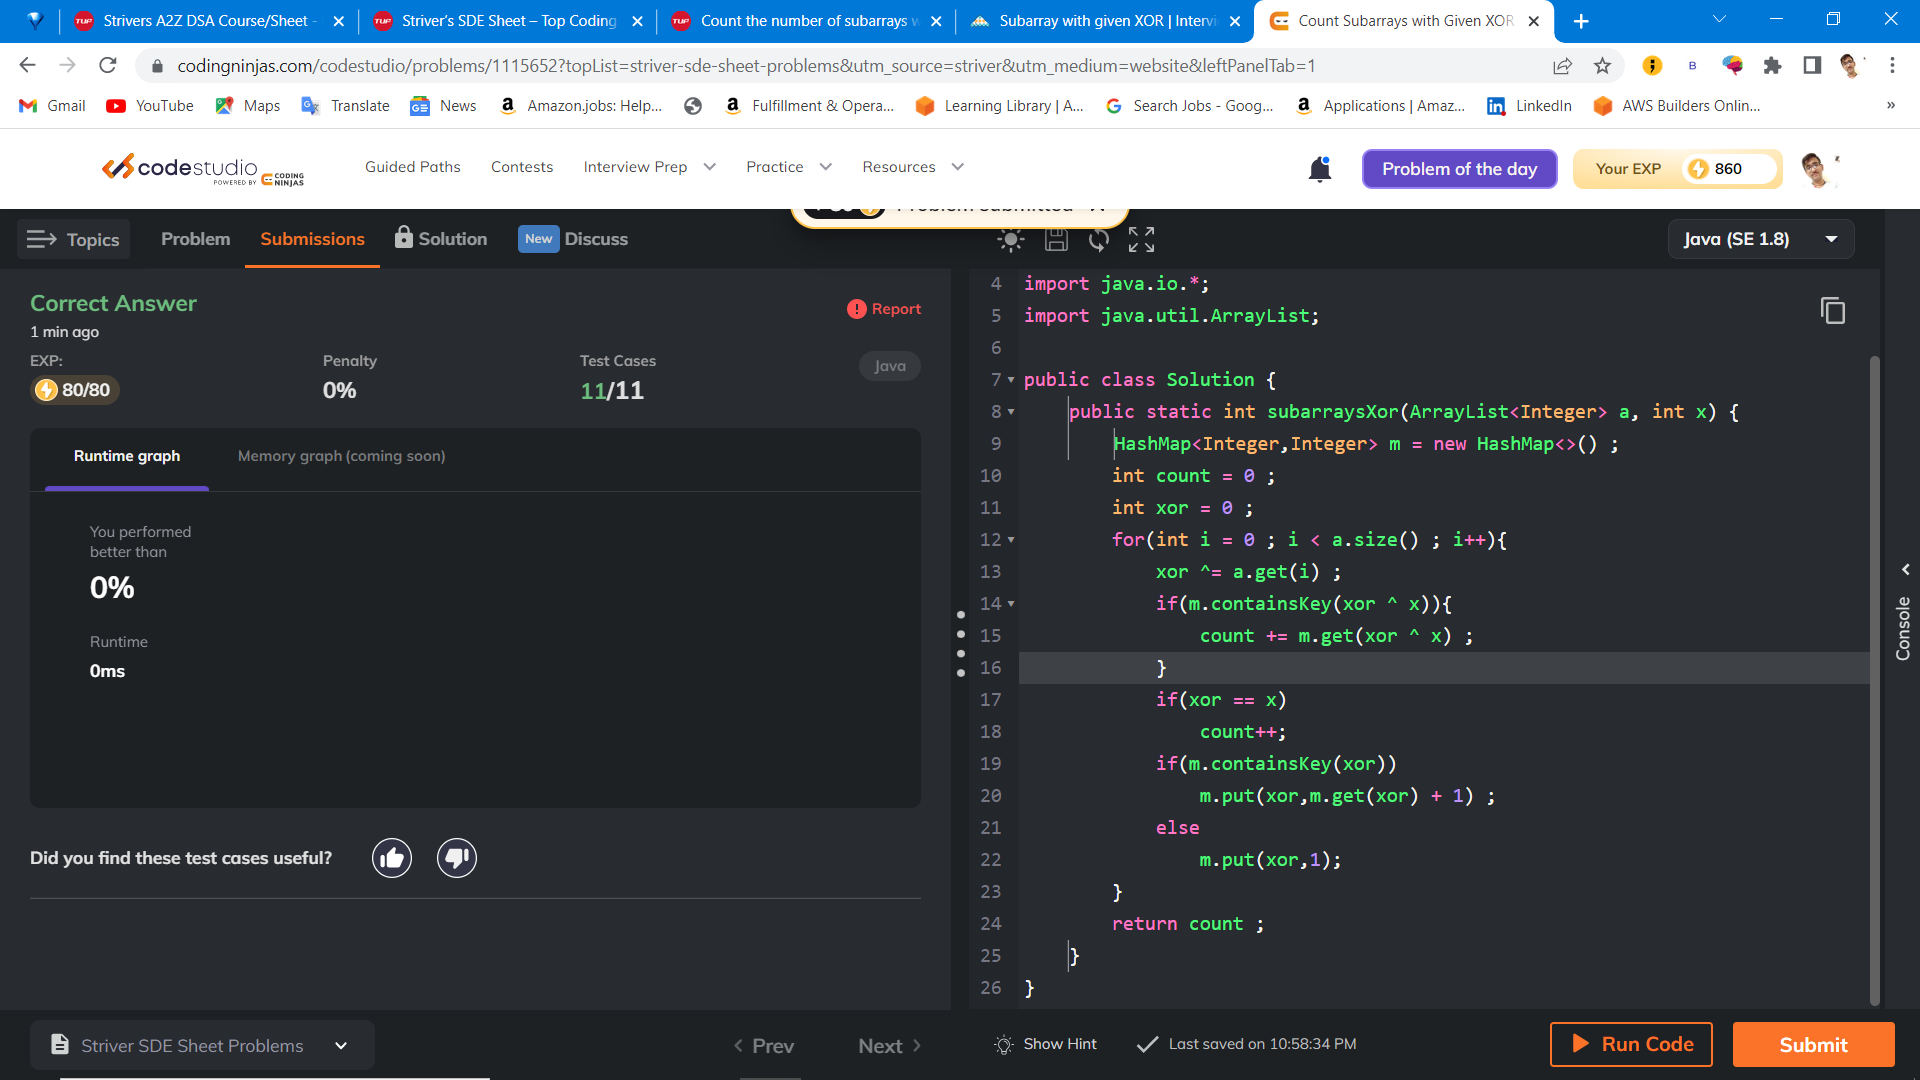 Strivers A2Z DSA Course/Sheet -
Striver's SDE Sheet – Top Coding
Count the number of subarrays w
Subarray with given XOR | Intervi
Count Subarrays with Given XOR
codingninjas.com/codestudio/problems/1115652?topList=striver-sde-sheet-problems&utm_source=striver&utm_medium=website&leftPanelTab=1
Gmail
YouTube
Maps
Translate
News
Amazon.jobs: Help...
Fulfillment & Opera...
Learning Library | A...
Search Jobs - Goog...
Applications | Amaz...
LinkedIn
AWS Builders Onlin...
»
codestudio
POWERED BY CODING NINJAS
Guided Paths
Contests
Interview Prep
Practice
Resources
Problem of the day
Your EXP
860
Topics
Problem
Submissions
Solution
New
Discuss
Problem submitted
Java (SE 1.8)
Correct Answer
1 min ago
Report
EXP:
80/80
Penalty
0%
Test Cases
11/11
Java
Runtime graph
Memory graph (coming soon)
You performed
better than
0%
Runtime
0ms
Did you find these test cases useful?
4 import java.io.*;
5 import java.util.ArrayList;
6
7 public class Solution {
8 public static int subarraysXor(ArrayList<Integer> a, int x) {
9 HashMap<Integer,Integer> m = new HashMap<>() ;
10 int count = 0 ;
11 int xor = 0 ;
12 for(int i = 0 ; i < a.size() ; i++){
13 xor ^= a.get(i) ;
14 if(m.containsKey(xor ^ x)){
15 count += m.get(xor ^ x) ;
16 }
17 if(xor == x)
18 count++;
19 if(m.containsKey(xor))
20 m.put(xor,m.get(xor) + 1) ;
21 else
22 m.put(xor,1);
23 }
24 return count ;
25 }
26 }
Console
Striver SDE Sheet Problems
Prev
Next
Show Hint
Last saved on 10:58:34 PM
Run Code
Submit